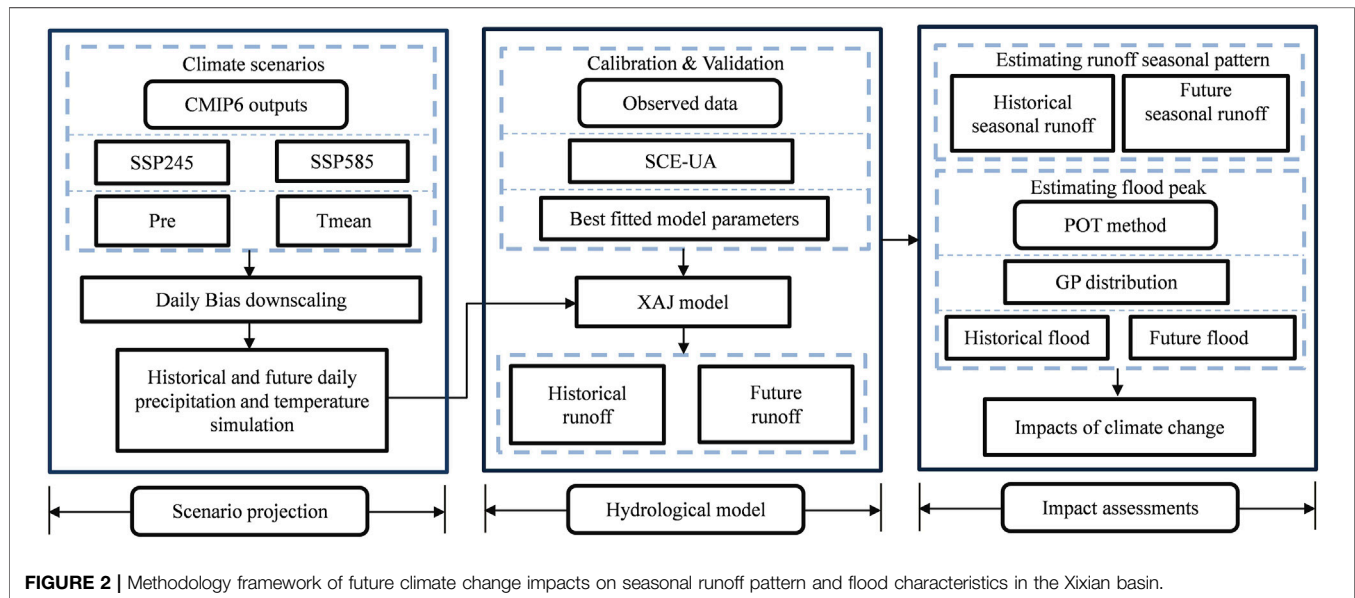 Climate scenarios
CMIP6 outputs
SSP245
SSP585
Pre
Tmean
Daily Bias downscaling
Historical and future daily
precipitation and temperature
simulation
Scenario projection
Calibration & Validation
Observed data
SCE-UA
Best fitted model parameters
XAJ model
Historical
runoff
Future
runoff
Hydrological model
Estimating runoff seasonal pattern
Historical
seasonal runoff
Future
seasonal runoff
Estimating flood peak
POT method
GP distribution
Historical flood
Future flood
Impacts of climate change
Impact assessments
FIGURE 2 | Methodology framework of future climate change impacts on seasonal runoff pattern and flood characteristics in the Xixian basin.